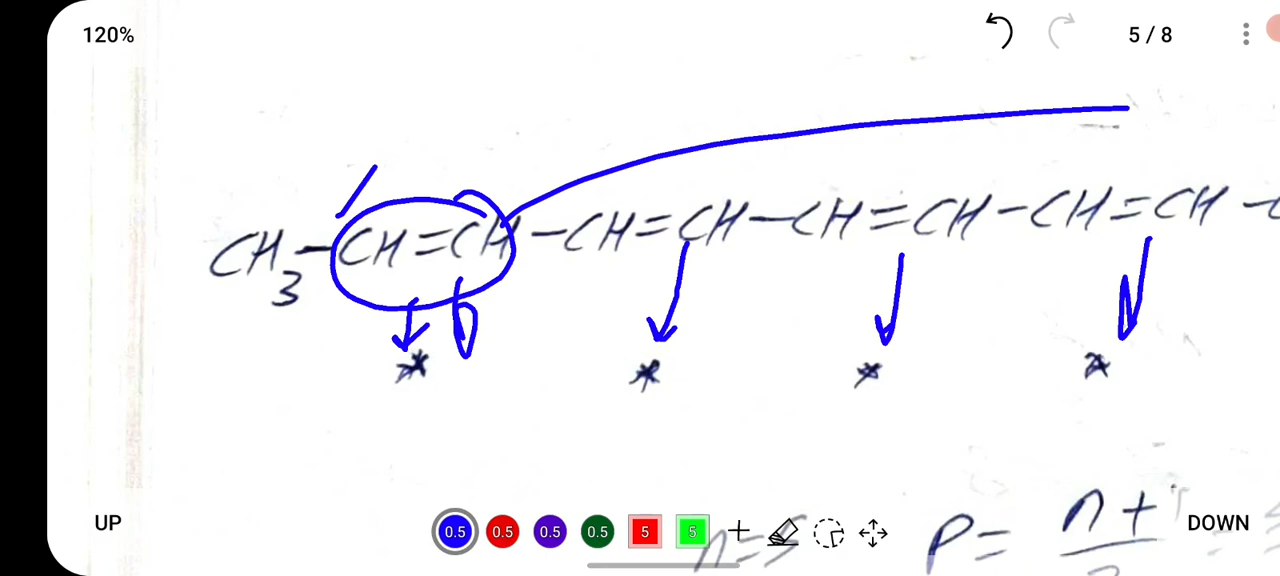 120%
5 / 8
CH3–CH=CH–CH=CH–CH=CH–CH=CH–
* * * *
UP
0.5 0.5 0.5 0.5 5 5
n=5
P= n+
DOWN